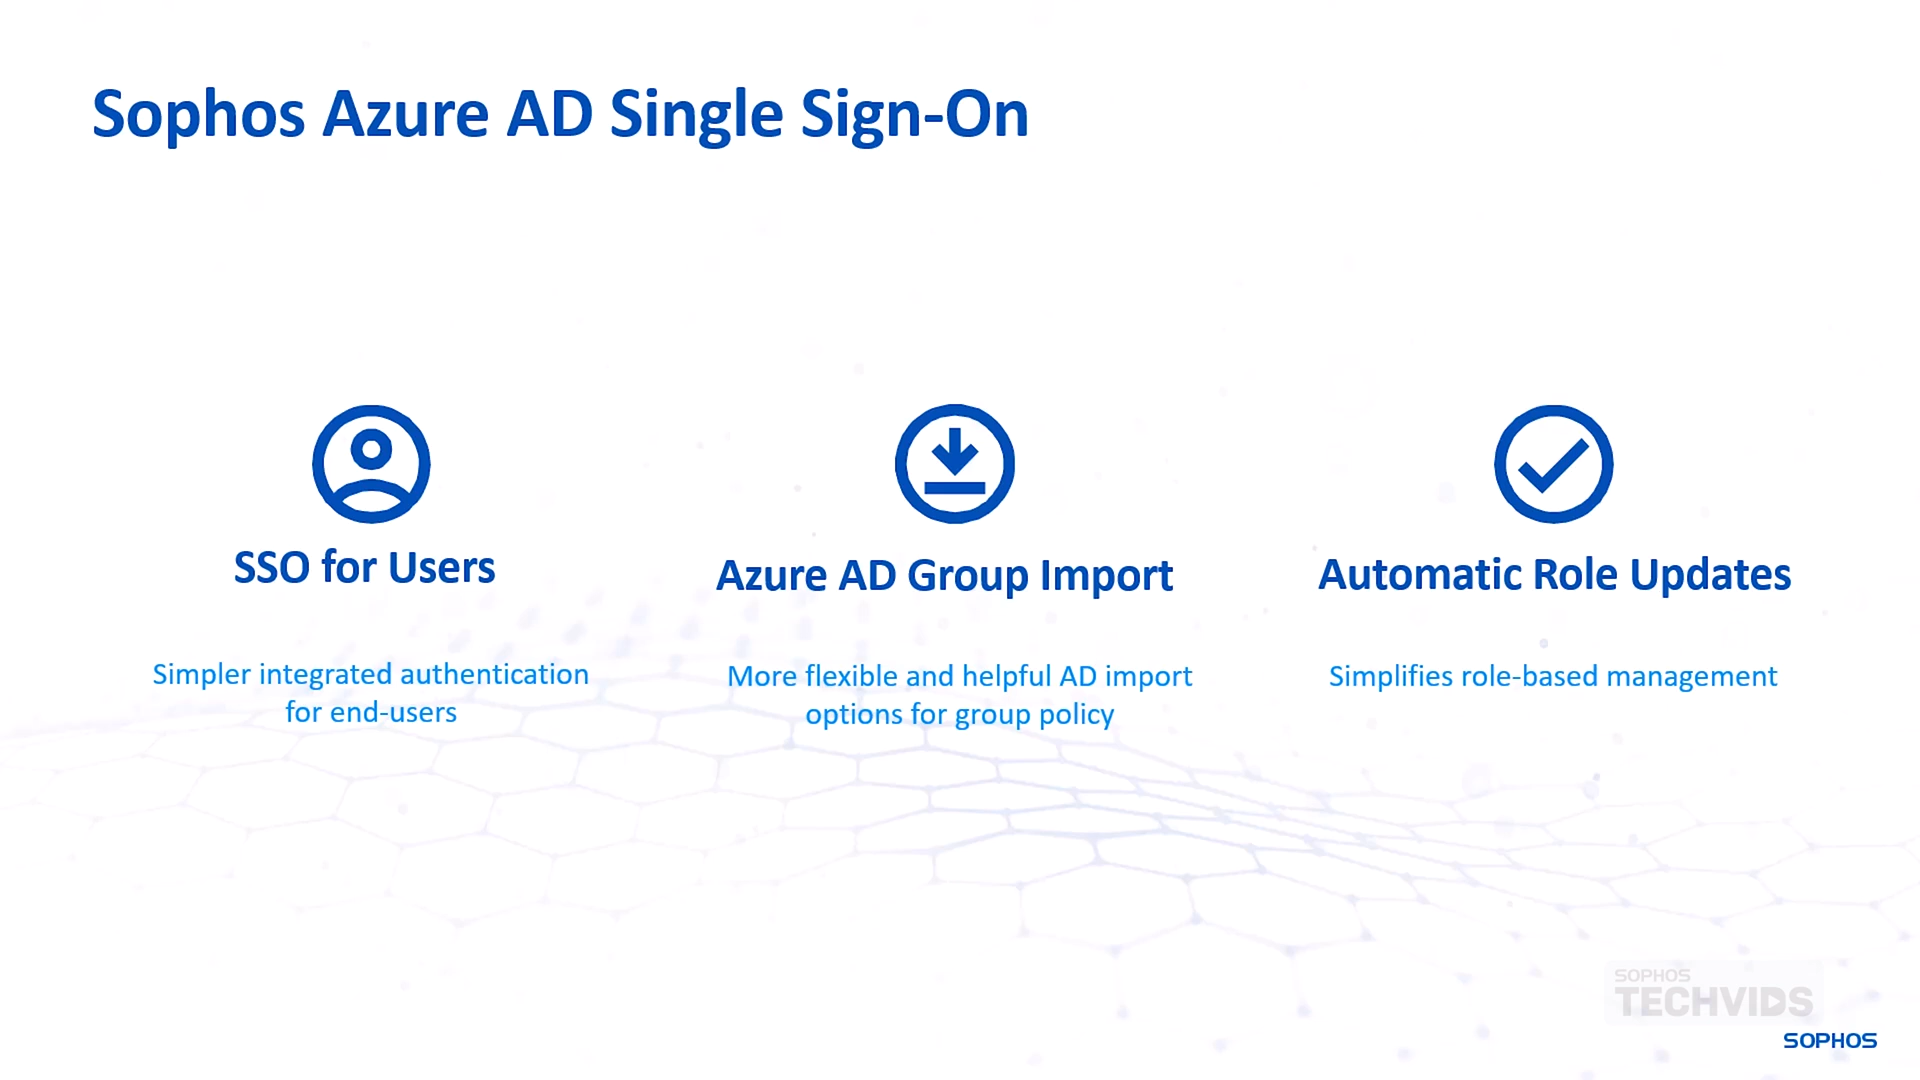 Sophos Azure AD Single Sign-On
SSO for Users
Simpler integrated authentication
for end-users
Azure AD Group Import
More flexible and helpful AD import
options for group policy
Automatic Role Updates
Simplifies role-based management
SOPHOS
TECHVIDS
SOPHOS